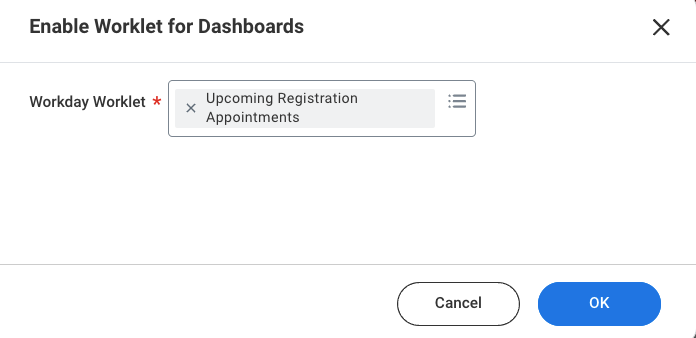 Enable Worklet for Dashboards
Workday Worklet *
Upcoming Registration
Appointments
Cancel
OK